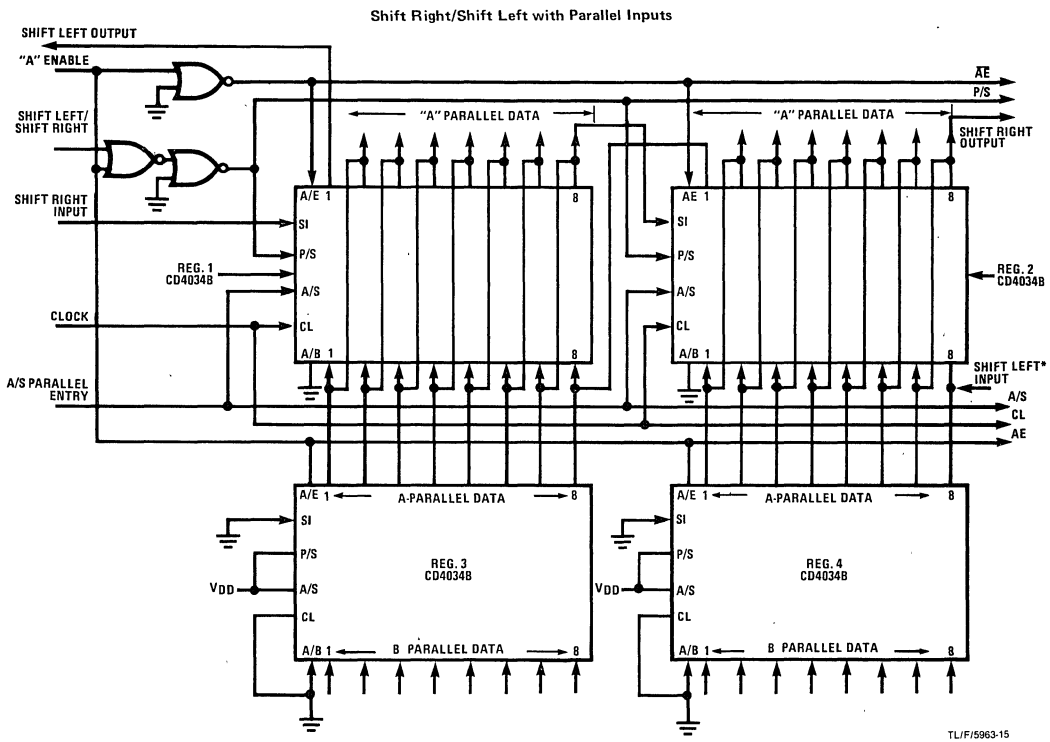 Shift Right/Shift Left with Parallel Inputs
SHIFT LEFT OUTPUT
"A" ENABLE
AE
P/S
SHIFT LEFT/
SHIFT RIGHT
"A" PARALLEL DATA
"A" PARALLEL DATA
SHIFT RIGHT
OUTPUT
A/E 1
8
AE 1
8
SHIFT RIGHT
INPUT
SI
SI
P/S
P/S
REG. 1
CD4034B
REG. 2
CD4034B
A/S
A/S
CLOCK
CL
CL
A/B 1
8
A/B 1
8
SHIFT LEFT*
INPUT
A/S PARALLEL
ENTRY
A/S
CL
AE
A/E 1
A-PARALLEL DATA
8
A/E 1
A-PARALLEL DATA
8
SI
SI
P/S
P/S
REG. 3
CD4034B
REG. 4
CD4034B
VDD
A/S
VDD
A/S
CL
CL
A/B 1
B PARALLEL DATA
8
A/B 1
B PARALLEL DATA
8
TL/F/5963-15